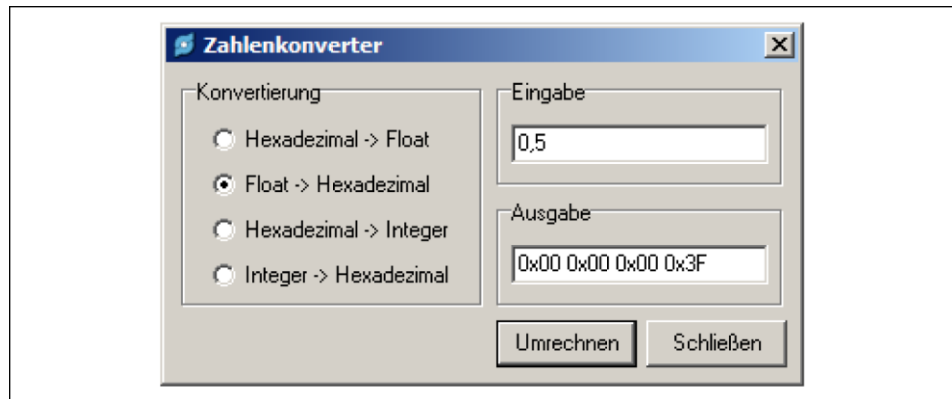 Zahlenkonverter
Konvertierung
Hexadezimal -> Float
Float -> Hexadezimal
Hexadezimal -> Integer
Integer -> Hexadezimal
Eingabe
0,5
Ausgabe
0x00 0x00 0x00 0x3F
Umrechnen
Schließen